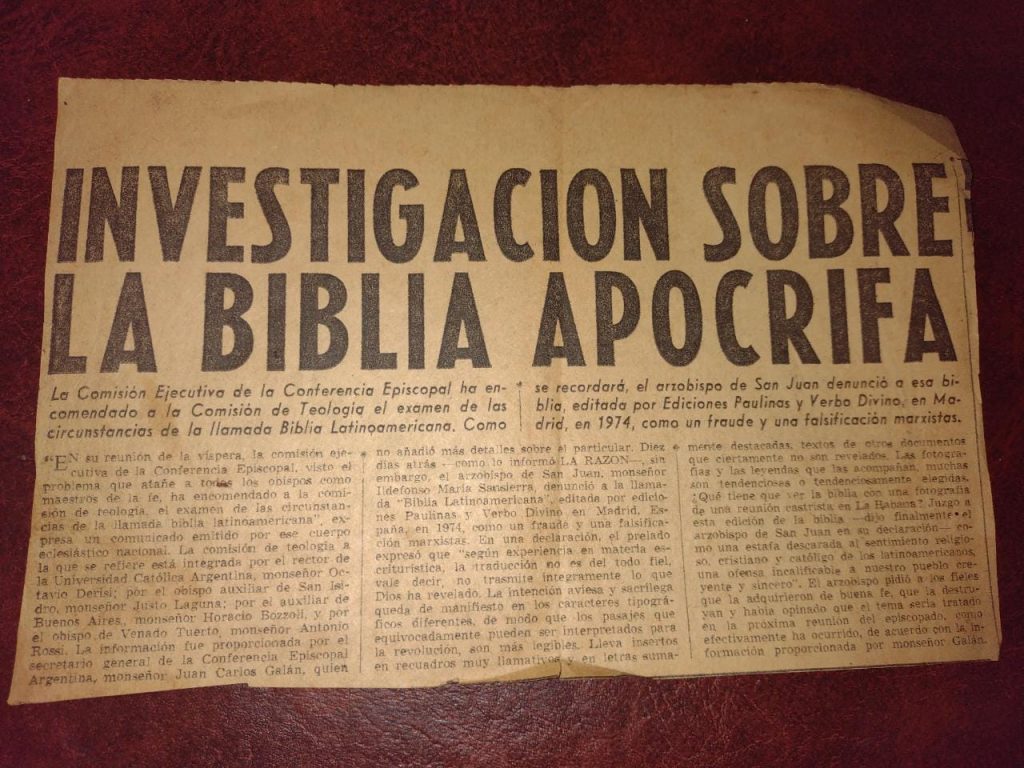 INVESTIGACION SOBRE
LA BIBLIA APOCRIFA
La Comisión Ejecutiva de la Conferencia Episcopal ha en-
comendado a la Comisión de Teología el examen de las
circunstancias de la llamada Biblia Latinoamericana. Como
se recordará, el arzobispo de San Juan denunció a esa bi-
blia, editada por Ediciones Paulinas y Verbo Divino, en Ma-
drid, en 1974, como un fraude y una falsificación marxistas.
"EN su reunión de la víspera, la comisión eje-
cutiva de la Conferencia Episcopal, visto el
problema que atañe a todos los obispos como
maestros de la fe, ha encomendado a la comi-
sión de teología, el examen de las circunstan-
cias de la llamada biblia latinoamericana", ex-
presa un comunicado emitido por ese cuerpo
eclesiástico nacional. La comisión de teología a
la que se refiere está integrada por el rector de
la Universidad Católica Argentina, monseñor Oc-
tavio Derisi; por el obispo auxiliar de San Isi-
dro, monseñor Justo Laguna; por el auxiliar de
Buenos Aires, monseñor Horacio Bozzoli, y por
el obispo de Venado Tuerto, monseñor Antonio
Rossi. La información fue proporcionada por el
secretario general de la Conferencia Episcopal
Argentina, monseñor Juan Carlos Galán, quien
no añadió más detalles sobre el particular. Diez
días atrás —como lo informó LA RAZON—, sin
embargo, el arzobispo de San Juan, monseñor
Ildefonso María Sansierra, denunció a la llama-
da "Biblia Latinoamericana", editada por edicio-
nes Paulinas y Verbo Divino en Madrid, Es-
paña, en 1974, como un fraude y una falsifica-
ción marxistas. En una declaración, el prelado
expresó que "según experiencia en materia es-
criturística, la traducción no es del todo fiel,
vale decir, no trasmite íntegramente lo que
Dios ha revelado. La intención aviesa y sacrílega
queda de manifiesto en los caracteres tipográ-
ficos diferentes, de modo que los pasajes que
equivocadamente pueden ser interpretados para
la revolución, son más legibles. Lleva insertos
en recuadros muy llamativos y en letras suma-
mente destacadas, textos de otros documentos
que ciertamente no son revelados. Las fotogra-
fías y las leyendas que las acompañan, muchas
son tendenciosos o tendenciosamente elegidas.
¿Qué tiene que ver la biblia con una fotografía
de una reunión castrista en La Habana? Juzgo a
esta edición de la biblia —dijo finalmente el
arzobispo de San Juan en su declaración— co-
mo una estafa descarada al sentimiento religio-
so, cristiano y católico de los latinoamericanos,
una ofensa incalificable a nuestro pueblo cre-
yente y sincero". El arzobispo pidió a los fieles
que la adquirieron de buena fe, que la destru-
yan y había opinado que el tema sería tratado
en la próxima reunión del episcopado, como
efectivamente ha ocurrido, de acuerdo con la in-
formación proporcionada por monseñor Galán.